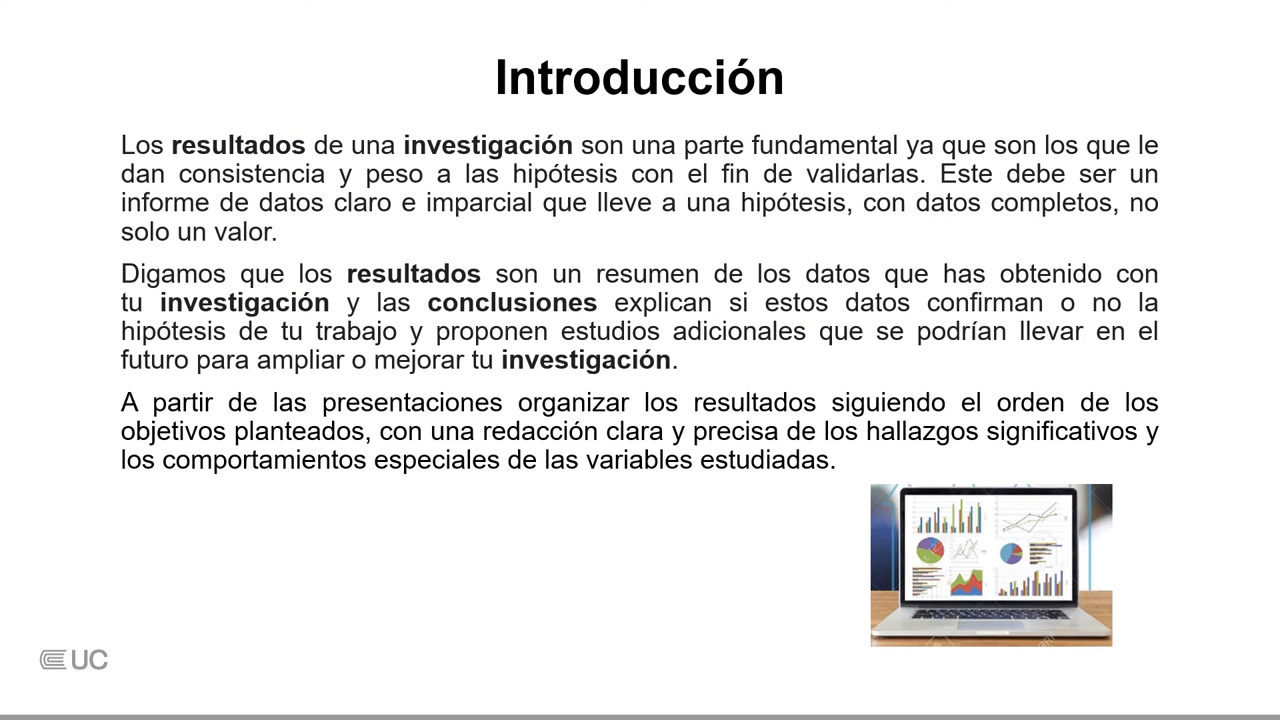 Introducción
Los resultados de una investigación son una parte fundamental ya que son los que le
dan consistencia y peso a las hipótesis con el fin de validarlas. Este debe ser un
informe de datos claro e imparcial que lleve a una hipótesis, con datos completos, no
solo un valor.
Digamos que los resultados son un resumen de los datos que has obtenido con
tu investigación y las conclusiones explican si estos datos confirman o no la
hipótesis de tu trabajo y proponen estudios adicionales que se podrían llevar en el
futuro para ampliar o mejorar tu investigación.
A partir de las presentaciones organizar los resultados siguiendo el orden de los
objetivos planteados, con una redacción clara y precisa de los hallazgos significativos y
los comportamientos especiales de las variables estudiadas.
UC